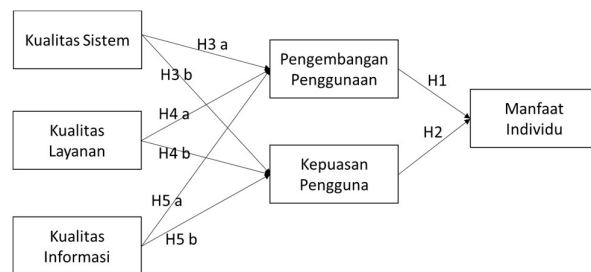 Kualitas Sistem
Kualitas
Layanan
Kualitas
Informasi
H3 a
H3 b
H4 a
H4 b
H5 a
H5 b
Pengembangan
Penggunaan
Kepuasan
Pengguna
H1
H2
Manfaat
Individu